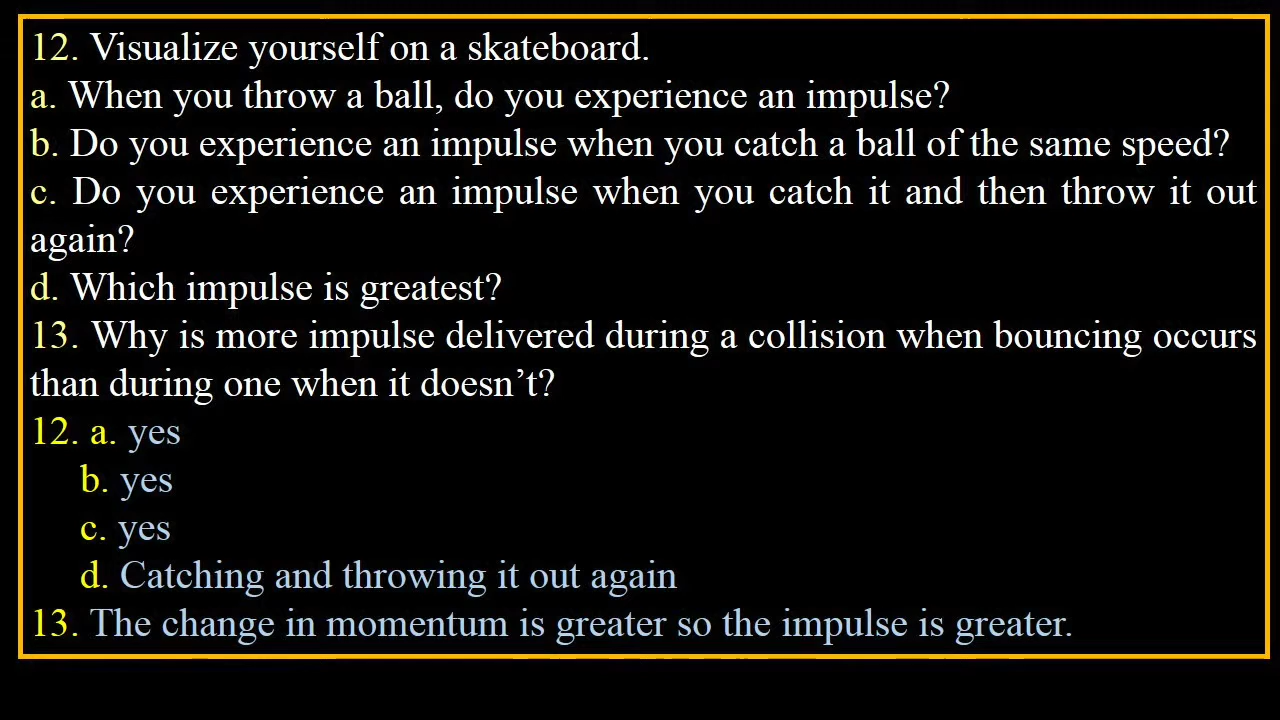 12. Visualize yourself on a skateboard.
a. When you throw a ball, do you experience an impulse?
b. Do you experience an impulse when you catch a ball of the same speed?
c. Do you experience an impulse when you catch it and then throw it out
again?
d. Which impulse is greatest?
13. Why is more impulse delivered during a collision when bouncing occurs
than during one when it doesn’t?
12. a. yes
b. yes
c. yes
d. Catching and throwing it out again
13. The change in momentum is greater so the impulse is greater.